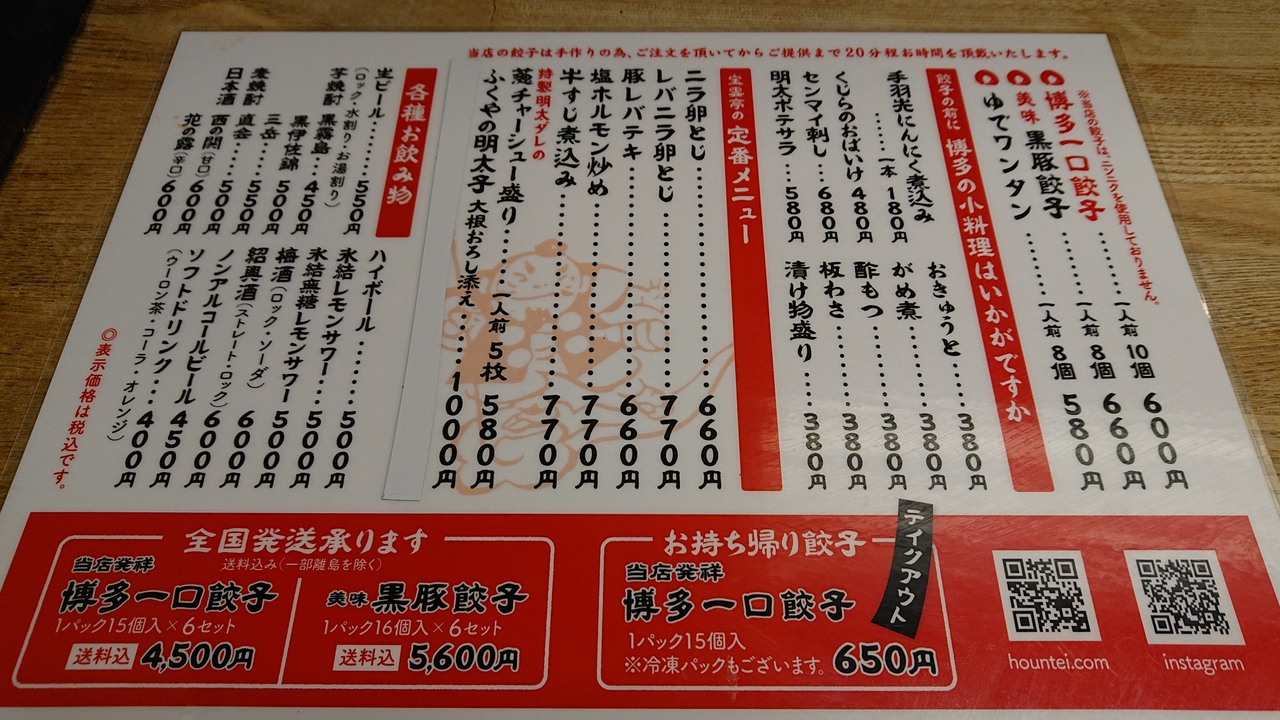 当店の餃子は手作りの為、ご注文を頂いてからご提供まで20分程お時間を頂戴いたします。
※当店の餃子は、ニンニクを使用しておりません。
博多一口餃子……一人前 10個 600円
美味 黒豚餃子……一人前 8個 660円
ゆでワンタン……一人前 8個 580円
餃子の前に 博多の小料理はいかがですか
手羽先にんにく煮込み
……一本 180円
くじらのおばいけ 480円
センマイ刺し…… 680円
明太ポテサラ…… 580円
おきゅうと…… 380円
がめ煮…… 380円
酢もつ…… 380円
板わさ…… 380円
漬け物盛り…… 380円
宝雲亭の 定番メニュー
ニラ卵とじ…… 660円
レバニラ卵とじ…… 770円
豚レバテキ…… 660円
塩ホルモン炒め…… 770円
牛すじ煮込み…… 770円
特製明太ダレの
葱チャーシュー盛り……一人前 5枚 580円
ふくやの明太子 大根おろし添え…… 1000円
各種お飲み物
生ビール…… 550円
(ロック・水割り・お湯割り)
芋焼酎 黒霧島…… 450円
黒伊佐錦 500円
三岳…… 550円
麦焼酎 直会…… 500円
日本酒 西の関(甘口) 600円
花の露(辛口) 600円
ハイボール…… 500円
氷結レモンサワー…… 500円
氷結無糖レモンサワー 500円
梅酒(ロック・ソーダ) 600円
紹興酒(ストレート・ロック) 600円
ノンアルコールビール 450円
ソフトドリンク…… 400円
(ウーロン茶・コーラ・オレンジ)
◎表示価格は税込です。
全国発送承ります
送料込み(一部離島を除く)
当店発祥
博多一口餃子
1パック15個入×6セット
送料込 4,500円
美味 黒豚餃子
1パック16個入×6セット
送料込 5,600円
お持ち帰り餃子
テイクアウト
当店発祥
博多一口餃子
1パック15個入
※冷凍パックもございます。 650円
hountei.com
instagram